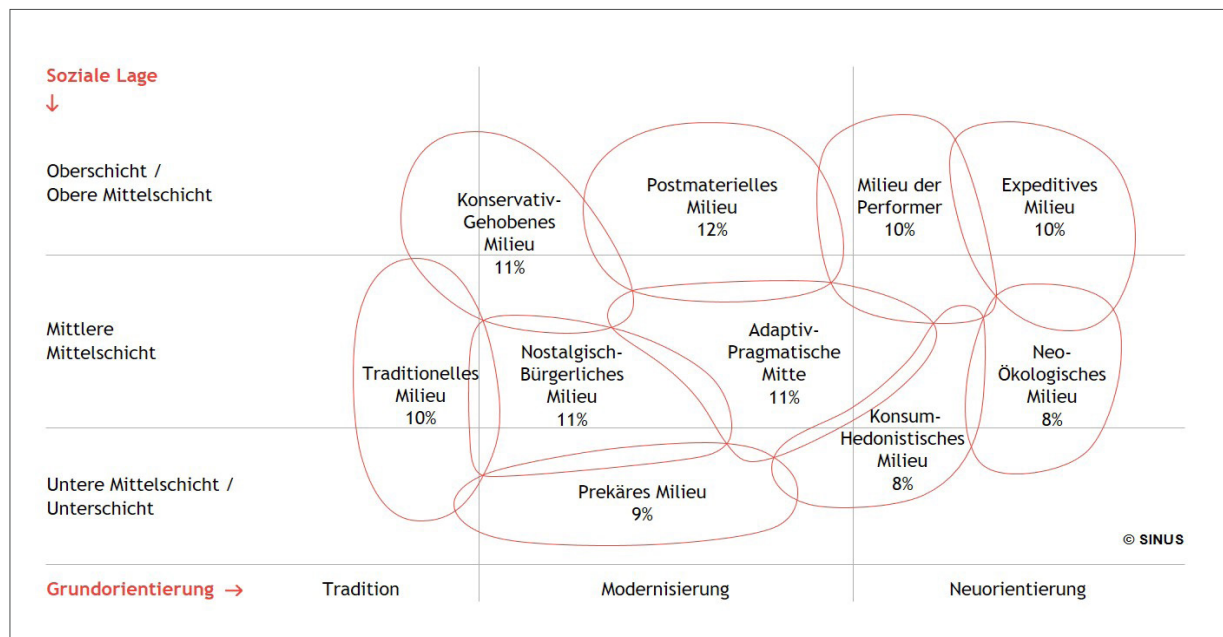 Soziale Lage
↓
Oberschicht /
Obere Mittelschicht
Konservativ-
Gehobenes
Milieu
11%
Postmaterielles
Milieu
12%
Milieu der
Performer
10%
Expeditives
Milieu
10%
Mittlere
Mittelschicht
Traditionelles
Milieu
10%
Nostalgisch-
Bürgerliches
Milieu
11%
Adaptiv-
Pragmatische
Mitte
11%
Konsum-
Hedonistisches
Milieu
8%
Neo-
Ökologisches
Milieu
8%
Untere Mittelschicht /
Unterschicht
Prekäres Milieu
9%
© SINUS
Grundorientierung →
Tradition
Modernisierung
Neuorientierung